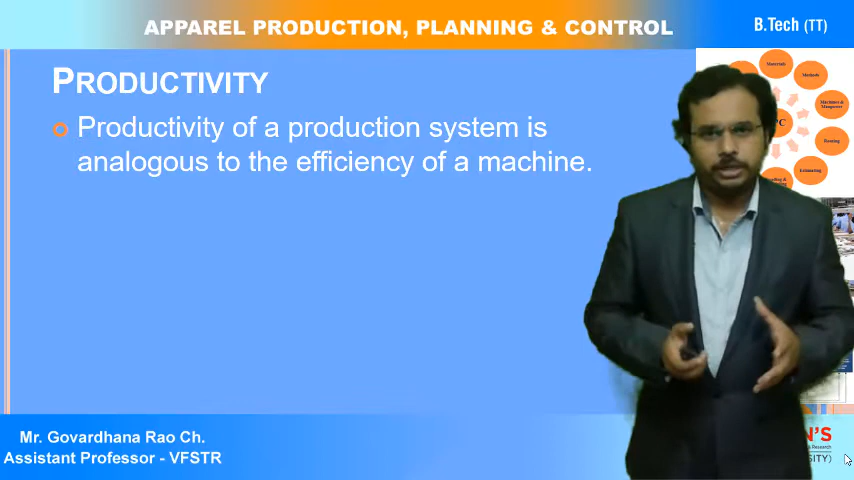 APPAREL PRODUCTION, PLANNING & CONTROL
B.Tech (TT)
PRODUCTIVITY
Productivity of a production system is
analogous to the efficiency of a machine.
Materials
Methods
Machines &
Manpower
Routing
Estimating
Mr. Govardhana Rao Ch.
Assistant Professor - VFSTR
N'S
SITY)